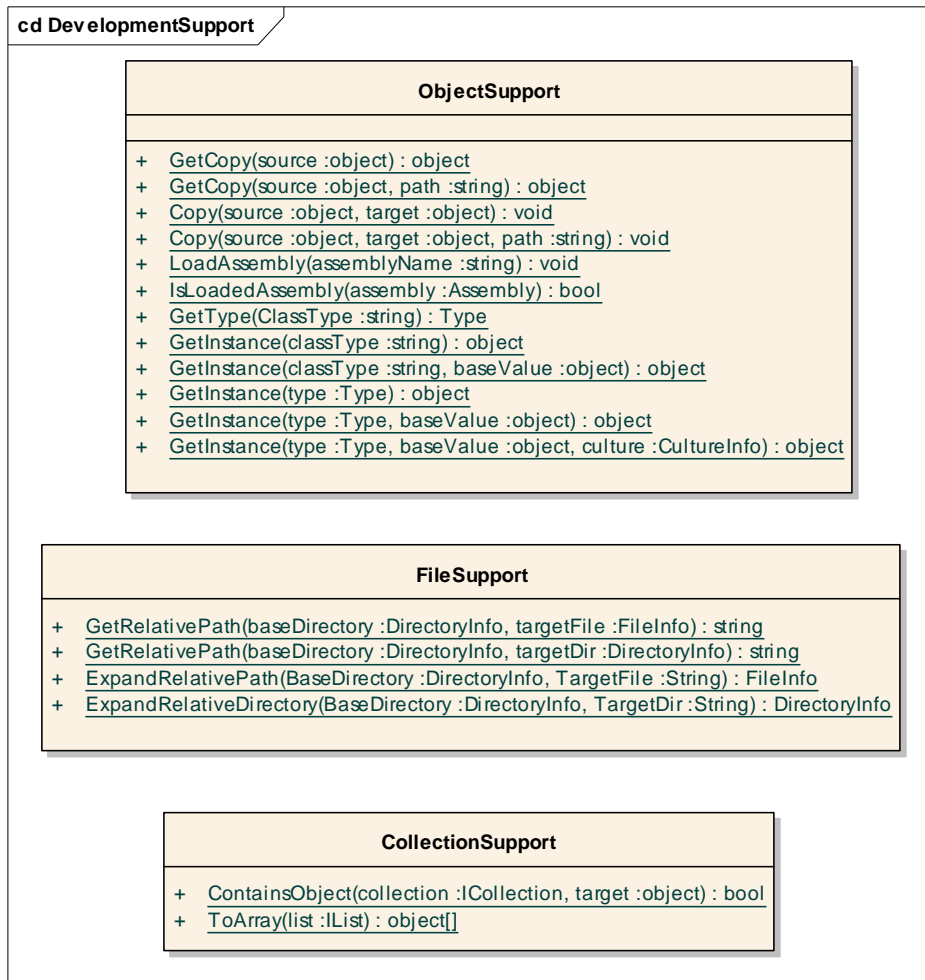 cd DevelopmentSupport
ObjectSupport
+ GetCopy(source :object) : object
+ GetCopy(source :object, path :string) : object
+ Copy(source :object, target :object) : void
+ Copy(source :object, target :object, path :string) : void
+ LoadAssembly(assemblyName :string) : void
+ IsLoadedAssembly(assembly :Assembly) : bool
+ GetType(ClassType :string) : Type
+ GetInstance(classType :string) : object
+ GetInstance(classType :string, baseValue :object) : object
+ GetInstance(type :Type) : object
+ GetInstance(type :Type, baseValue :object) : object
+ GetInstance(type :Type, baseValue :object, culture :CultureInfo) : object
FileSupport
+ GetRelativePath(baseDirectory :DirectoryInfo, targetFile :FileInfo) : string
+ GetRelativePath(baseDirectory :DirectoryInfo, targetDir :DirectoryInfo) : string
+ ExpandRelativePath(BaseDirectory :DirectoryInfo, TargetFile :String) : FileInfo
+ ExpandRelativeDirectory(BaseDirectory :DirectoryInfo, TargetDir :String) : DirectoryInfo
CollectionSupport
+ ContainsObject(collection :ICollection, target :object) : bool
+ ToArray(list :IList) : object[]